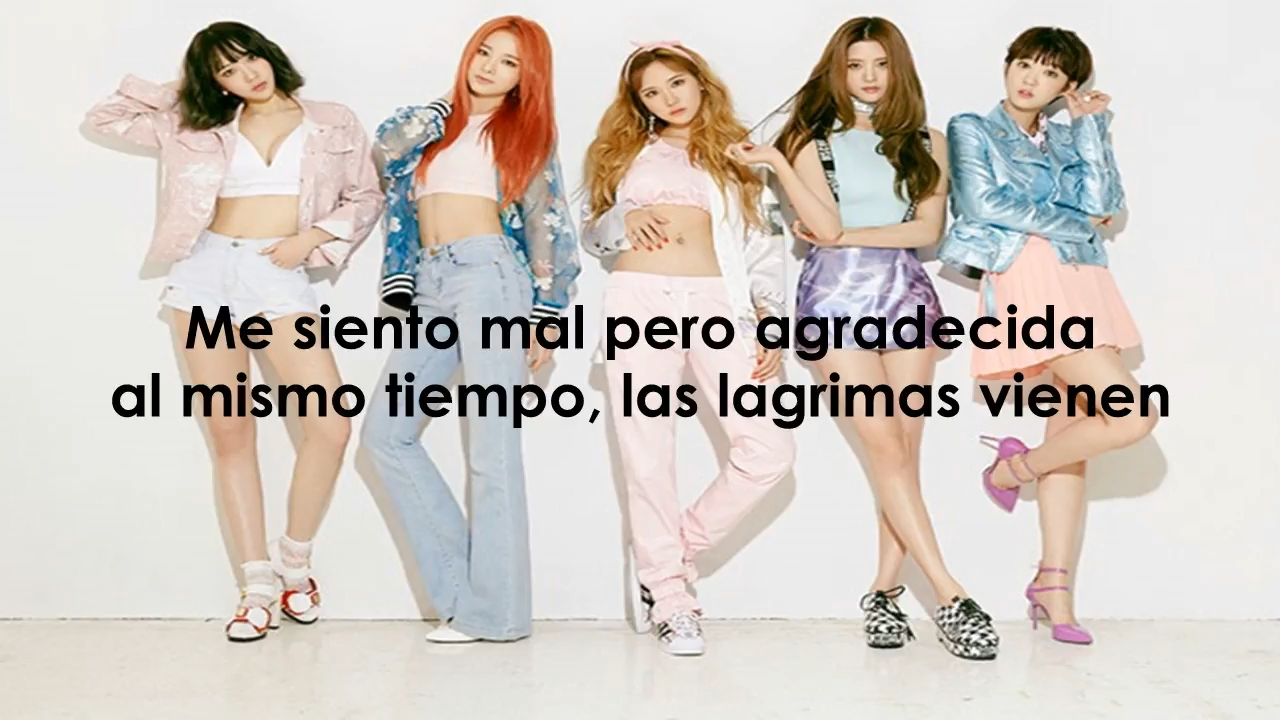 Me siento mal pero agradecida
al mismo tiempo, las lagrimas vienen